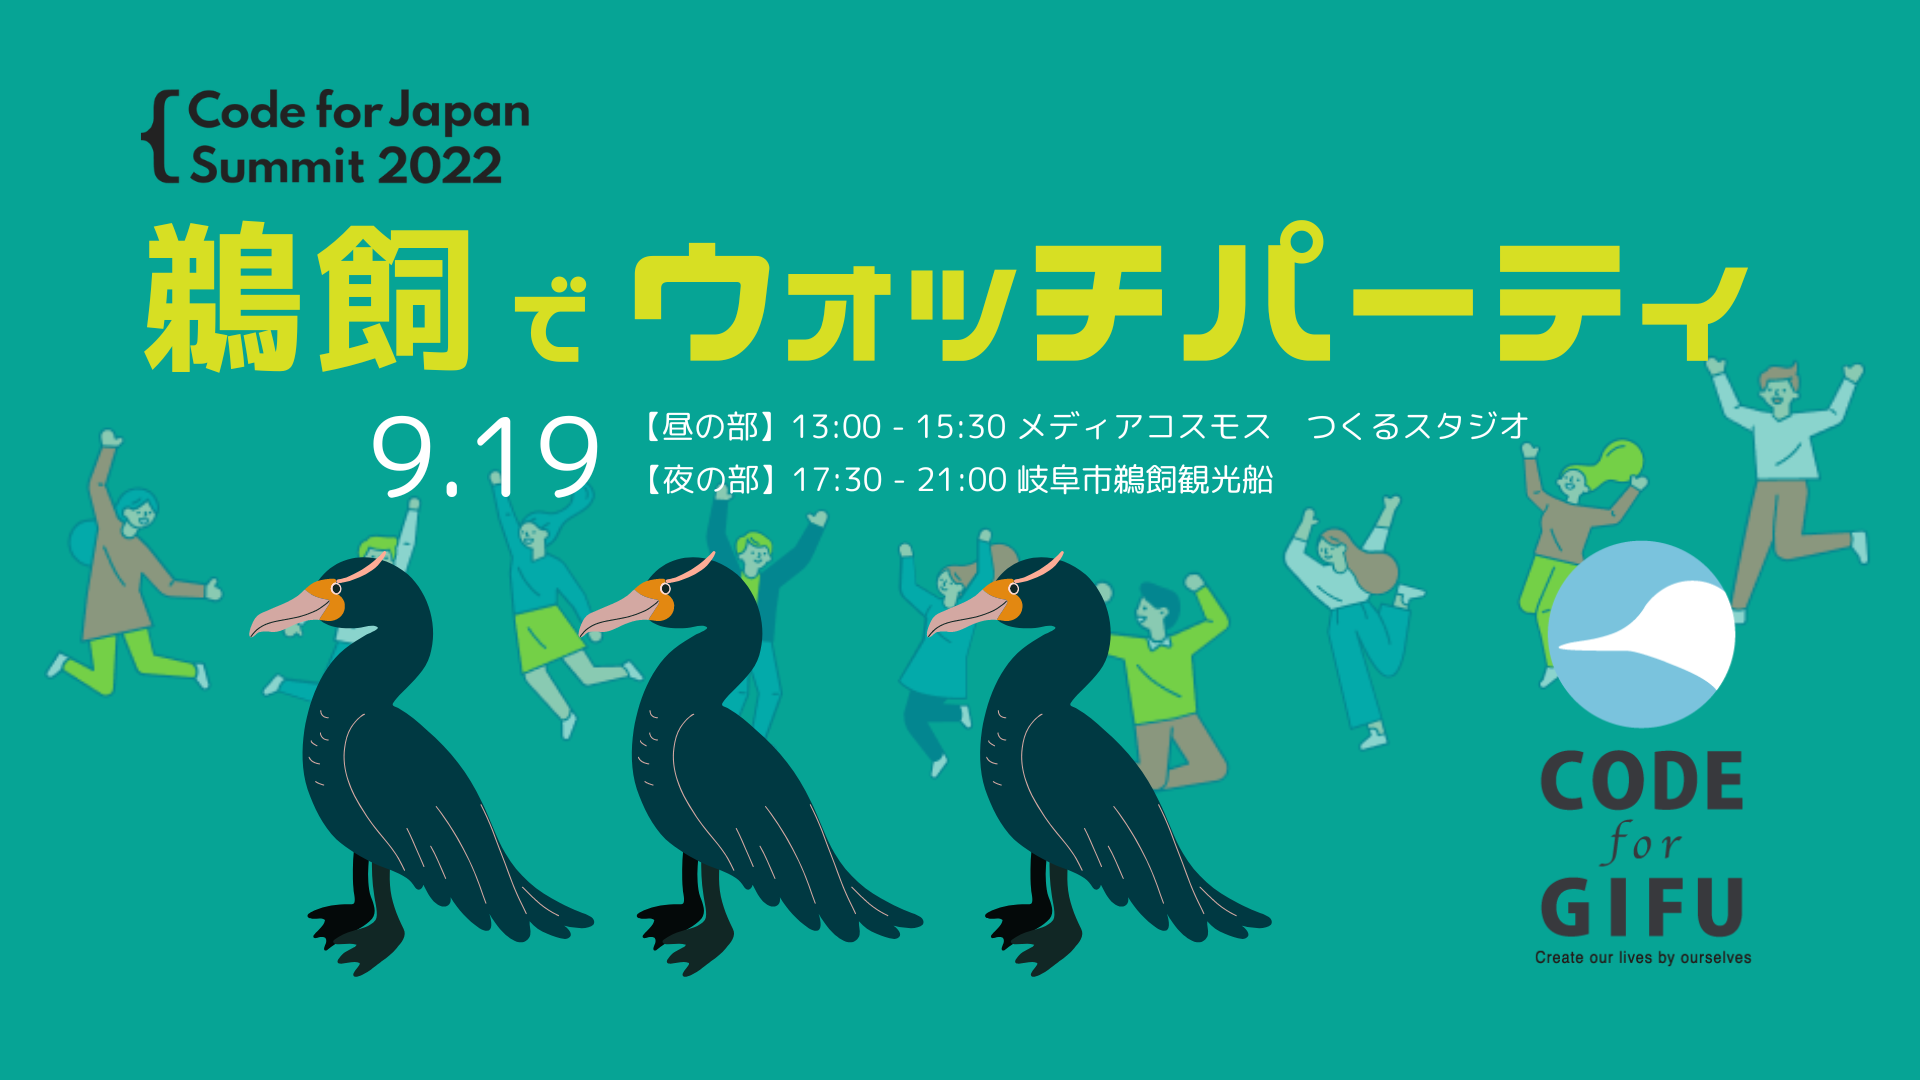 Code for Japan
Summit 2022
鵜飼でウォッチパーティ
9.19
【昼の部】13:00 - 15:30 メディアコスモス　つくるスタジオ
【夜の部】17:30 - 21:00 岐阜市鵜飼観光船
CODE
for
GIFU
Create our lives by ourselves